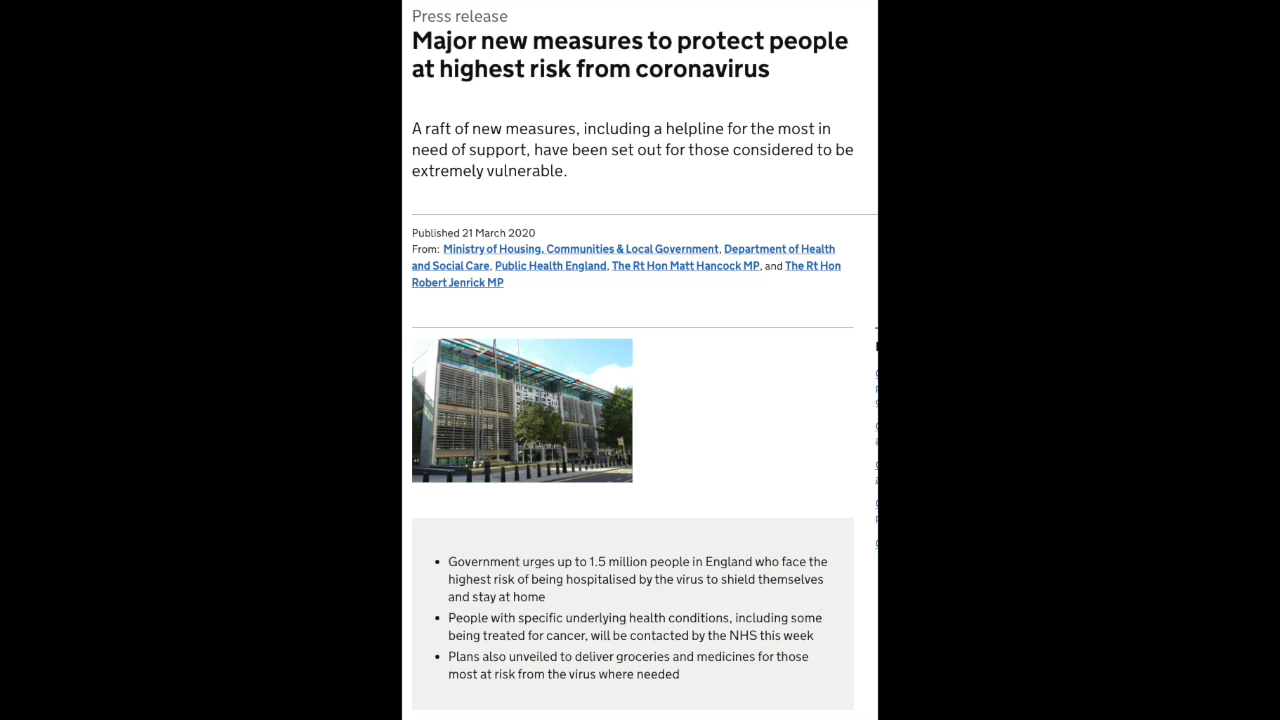 Press release
Major new measures to protect people
at highest risk from coronavirus
A raft of new measures, including a helpline for the most in
need of support, have been set out for those considered to be
extremely vulnerable.
Published 21 March 2020
From: Ministry of Housing, Communities & Local Government, Department of Health
and Social Care, Public Health England, The Rt Hon Matt Hancock MP, and The Rt Hon
Robert Jenrick MP
• Government urges up to 1.5 million people in England who face the
highest risk of being hospitalised by the virus to shield themselves
and stay at home
• People with specific underlying health conditions, including some
being treated for cancer, will be contacted by the NHS this week
• Plans also unveiled to deliver groceries and medicines for those
most at risk from the virus where needed